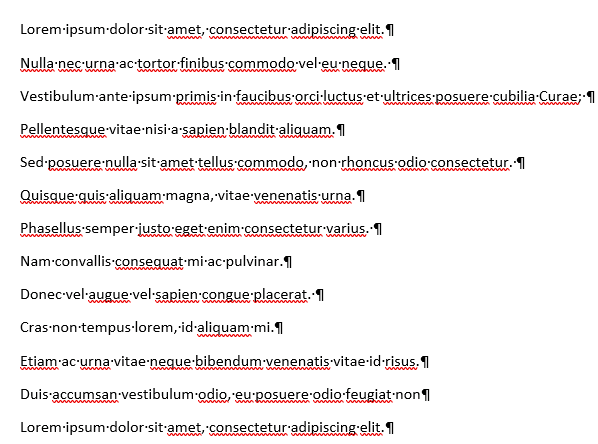 Lorem·ipsum·dolor·sit·amet,·consectetur·adipiscing·elit.¶
Nulla·nec·urna·ac·tortor·finibus·commodo·vel·eu·neque.·¶
Vestibulum·ante·ipsum·primis·in·faucibus·orci·luctus·et·ultrices·posuere·cubilia·Curae;·¶
Pellentesque·vitae·nisi·a·sapien·blandit·aliquam.¶
Sed·posuere·nulla·sit·amet·tellus·commodo,·non·rhoncus·odio·consectetur.·¶
Quisque·quis·aliquam·magna,·vitae·venenatis·urna.¶
Phasellus·semper·justo·eget·enim·consectetur·varius.·¶
Nam·convallis·consequat·mi·ac·pulvinar.¶
Donec·vel·augue·vel·sapien·congue·placerat.·¶
Cras·non·tempus·lorem,·id·aliquam·mi.¶
Etiam·ac·urna·vitae·neque·bibendum·venenatis·vitae·id·risus.¶
Duis·accumsan·vestibulum·odio,·eu·posuere·odio·feugiat·non¶
Lorem·ipsum·dolor·sit·amet,·consectetur·adipiscing·elit.¶